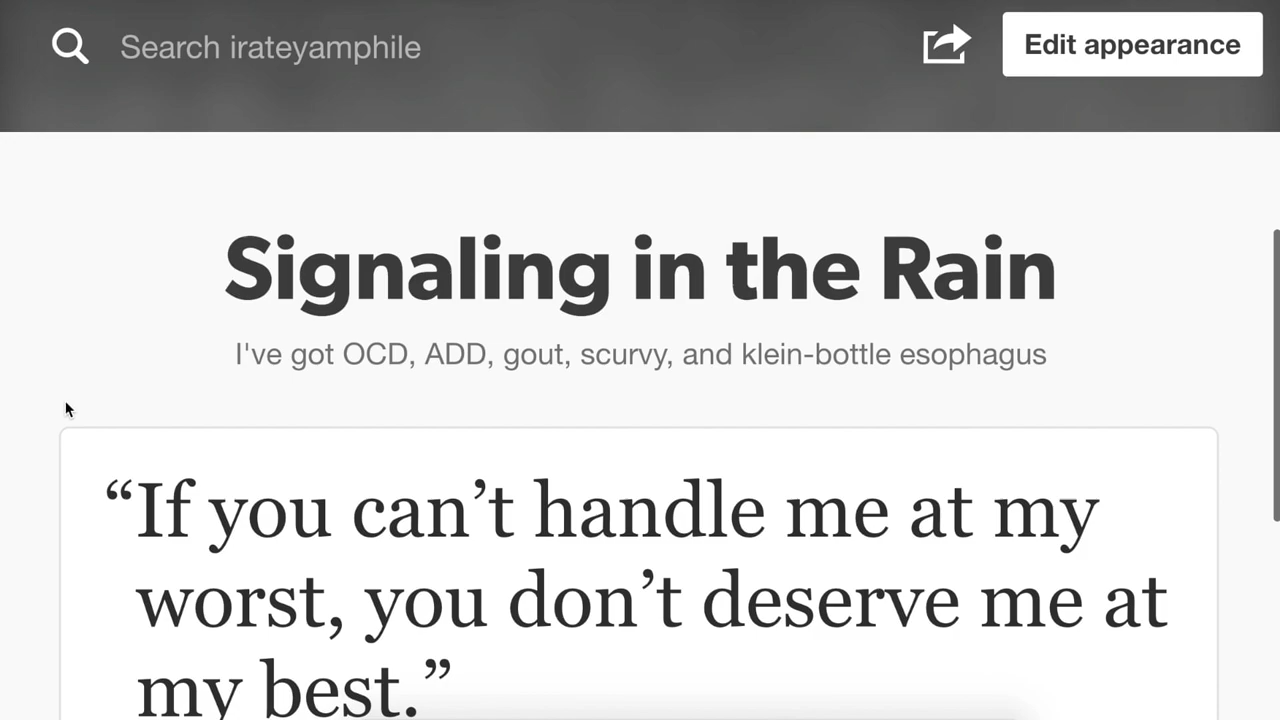 Search irateyamphile
Edit appearance
Signaling in the Rain
I've got OCD, ADD, gout, scurvy, and klein-bottle esophagus
“If you can’t handle me at my
worst, you don’t deserve me at
my best.”